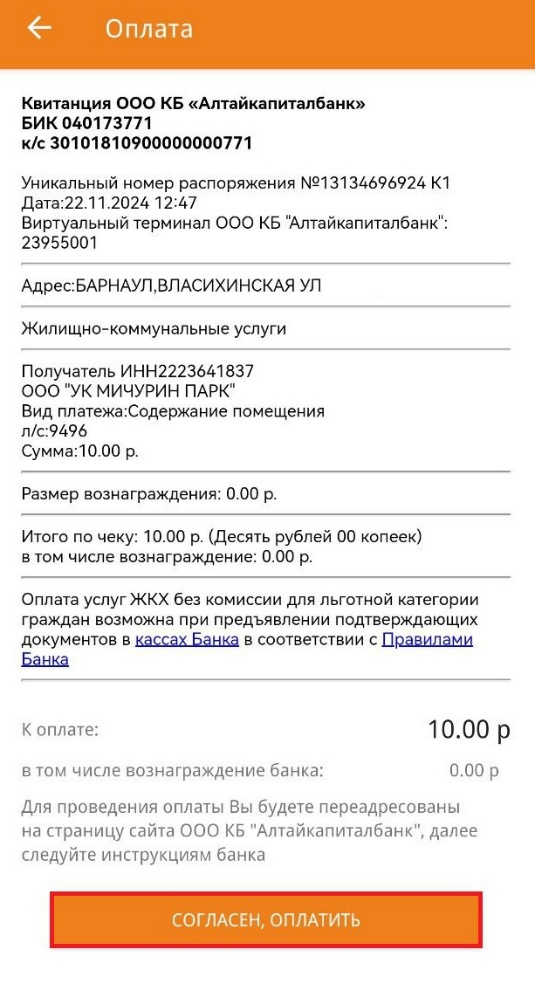 Оплата
Квитанция ООО КБ «Алтайкапиталбанк»
БИК 040173771
к/с 30101810900000000771
Уникальный номер распоряжения №13134696924 К1
Дата:22.11.2024 12:47
Виртуальный терминал ООО КБ "Алтайкапиталбанк":
23955001
Адрес:БАРНАУЛ,ВЛАСИХИНСКАЯ УЛ
Жилищно-коммунальные услуги
Получатель ИНН2223641837
ООО "УК МИЧУРИН ПАРК"
Вид платежа:Содержание помещения
л/с:9496
Сумма:10.00 р.
Размер вознаграждения: 0.00 р.
Итого по чеку: 10.00 р. (Десять рублей 00 копеек)
в том числе вознаграждение: 0.00 р.
Оплата услуг ЖКХ без комиссии для льготной категории
граждан возможна при предъявлении подтверждающих
документов в кассах Банка в соответствии с Правилами
Банка
К оплате: 10.00 р
в том числе вознаграждение банка: 0.00 р
Для проведения оплаты Вы будете переадресованы
на страницу сайта ООО КБ "Алтайкапиталбанк", далее
следуйте инструкциям банка
СОГЛАСЕН, ОПЛАТИТЬ